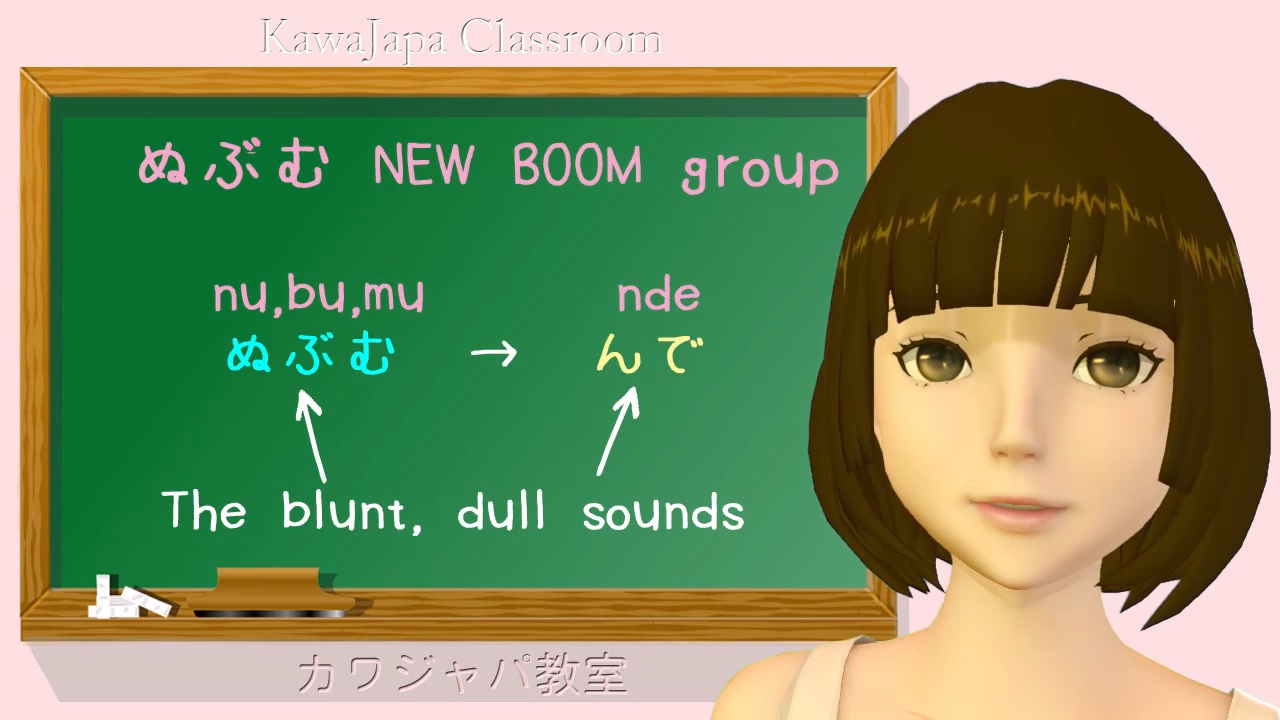 KawaJapa Classroom
ぬぶむ NEW BOOM group
nu,bu,mu nde
ぬぶむ → んで
The blunt, dull sounds
カワジャパ教室